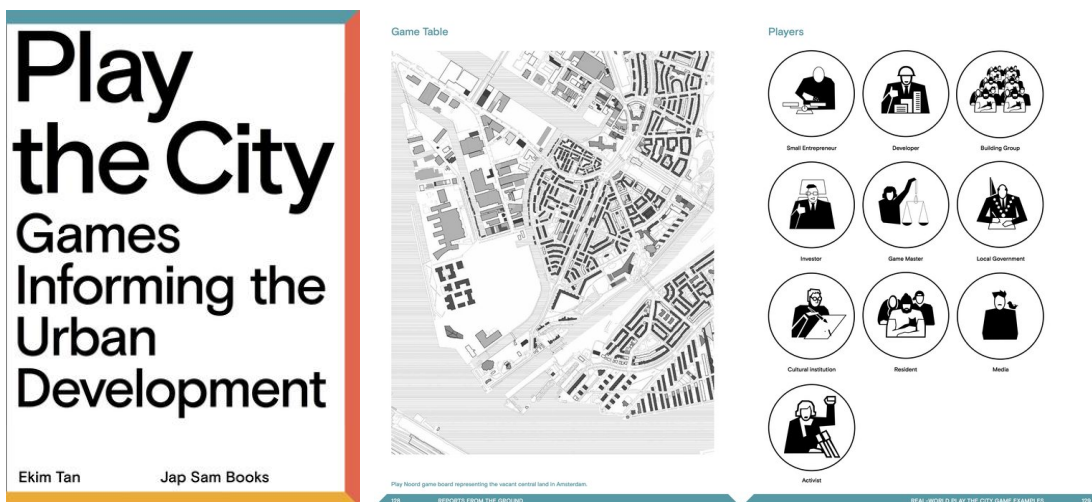 Play
the City
Games
Informing the
Urban
Development
Ekim Tan
Jap Sam Books
Game Table
Play Noord game board representing the vacant central land in Amsterdam.
128
REPORTS FROM THE GROUND
Players
Small Entrepreneur
Developer
Building Group
Investor
Game Master
Local Government
Cultural institution
Resident
Media
Activist
REAL-WORLD PLAY THE CITY GAME EXAMPLES
129